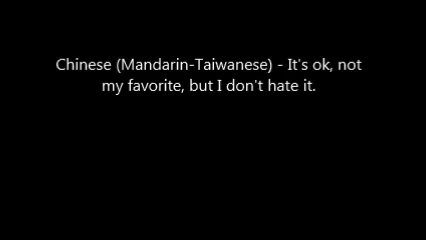 Chinese (Mandarin-Taiwanese) - It's ok, not
my favorite, but I don't hate it.